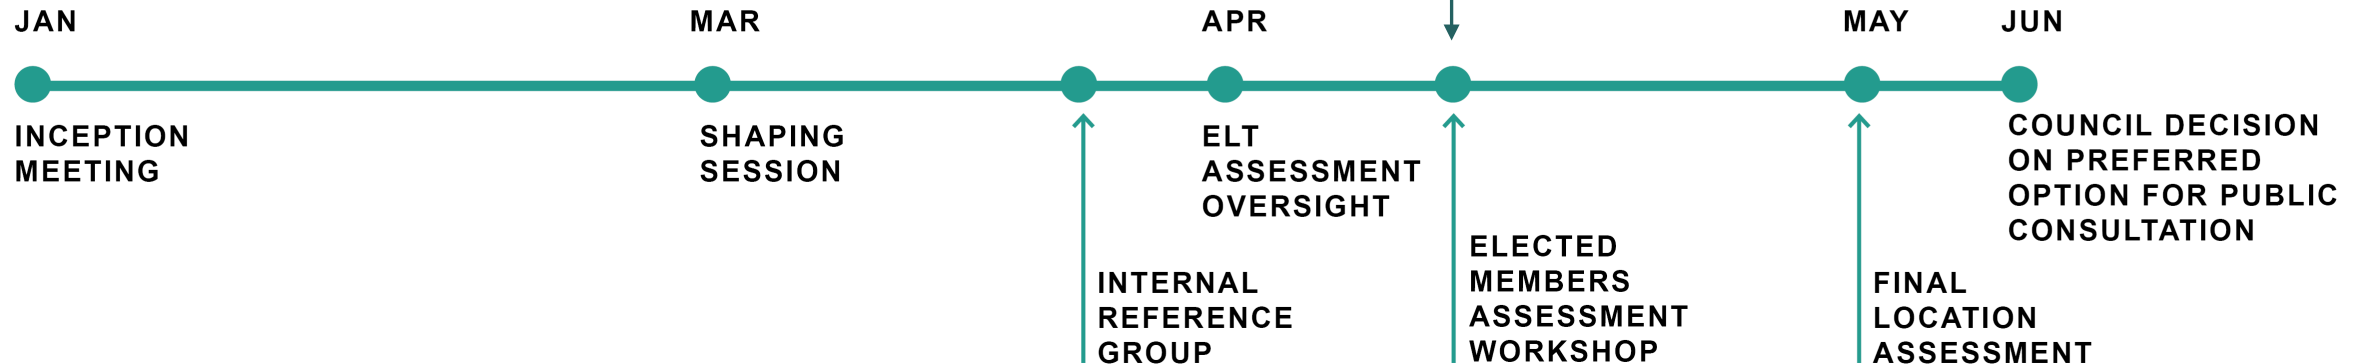 JAN
MAR
APR
MAY
JUN
INCEPTION
MEETING
SHAPING
SESSION
INTERNAL
REFERENCE
GROUP
ELT
ASSESSMENT
OVERSIGHT
ELECTED
MEMBERS
ASSESSMENT
WORKSHOP
FINAL
LOCATION
ASSESSMENT
COUNCIL DECISION
ON PREFERRED
OPTION FOR PUBLIC
CONSULTATION